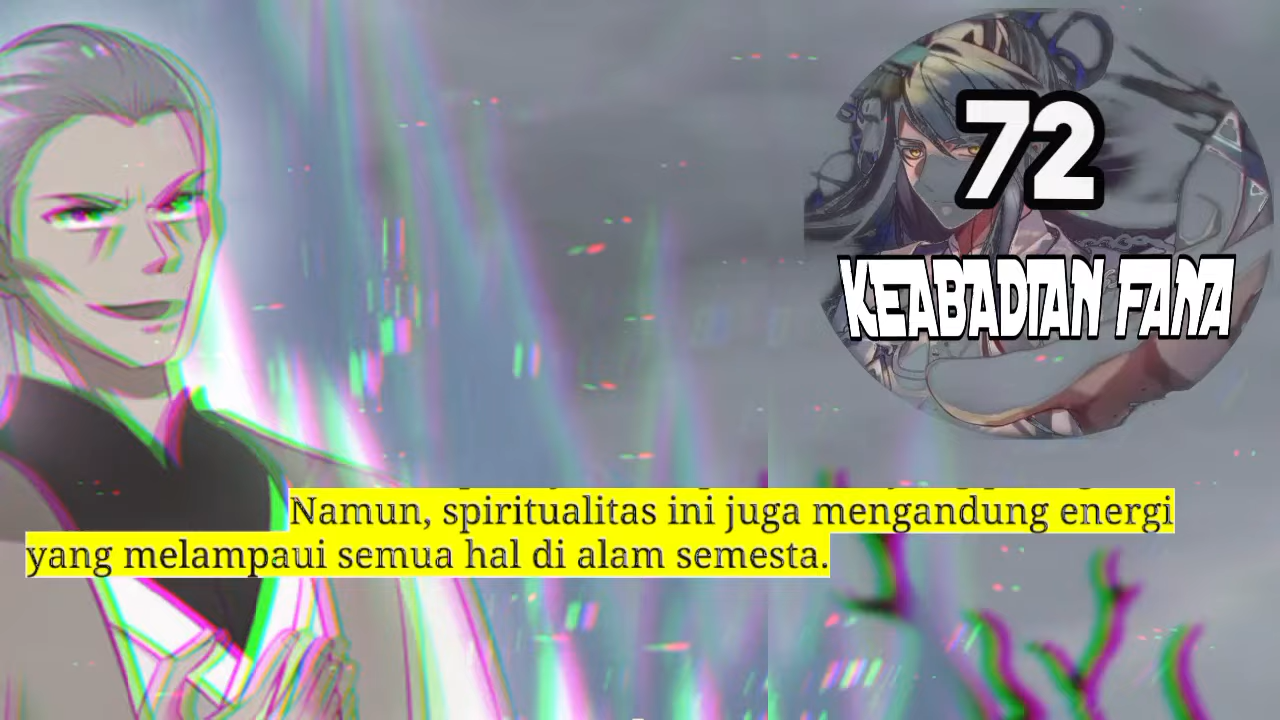 72
KEABADIAN FANA
Namun, spiritualitas ini juga mengandung energi
yang melampaui semua hal di alam semesta.